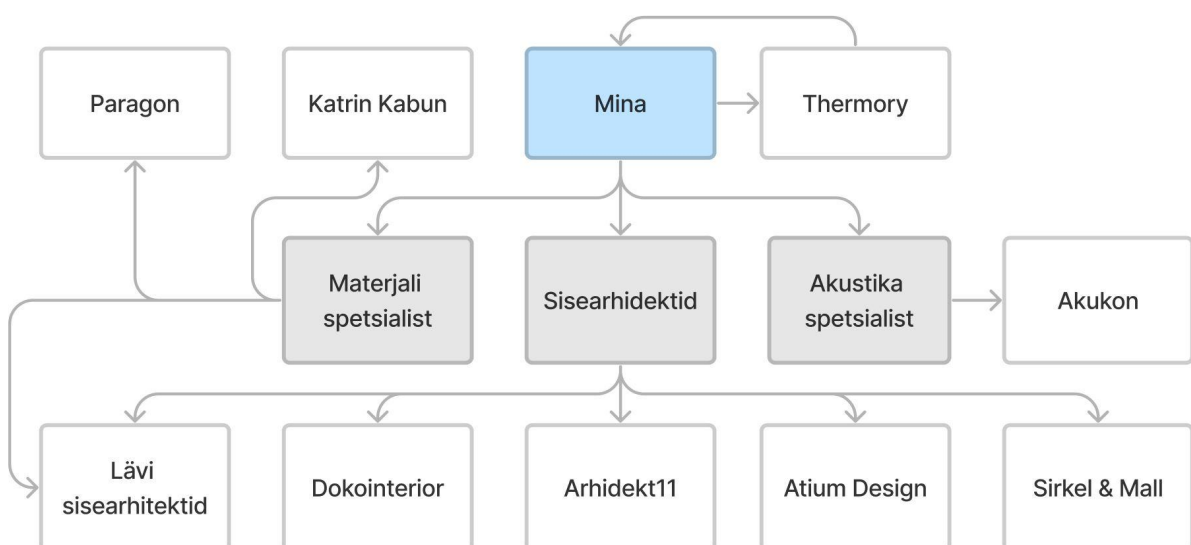 Paragon
Katrin Kabun
Mina
Thermory
Materjali
spetsialist
Sisearhidektid
Akustika
spetsialist
Akukon
Lävi
sisearhitektid
Dokointerior
Arhidekt11
Atium Design
Sirkel & Mall